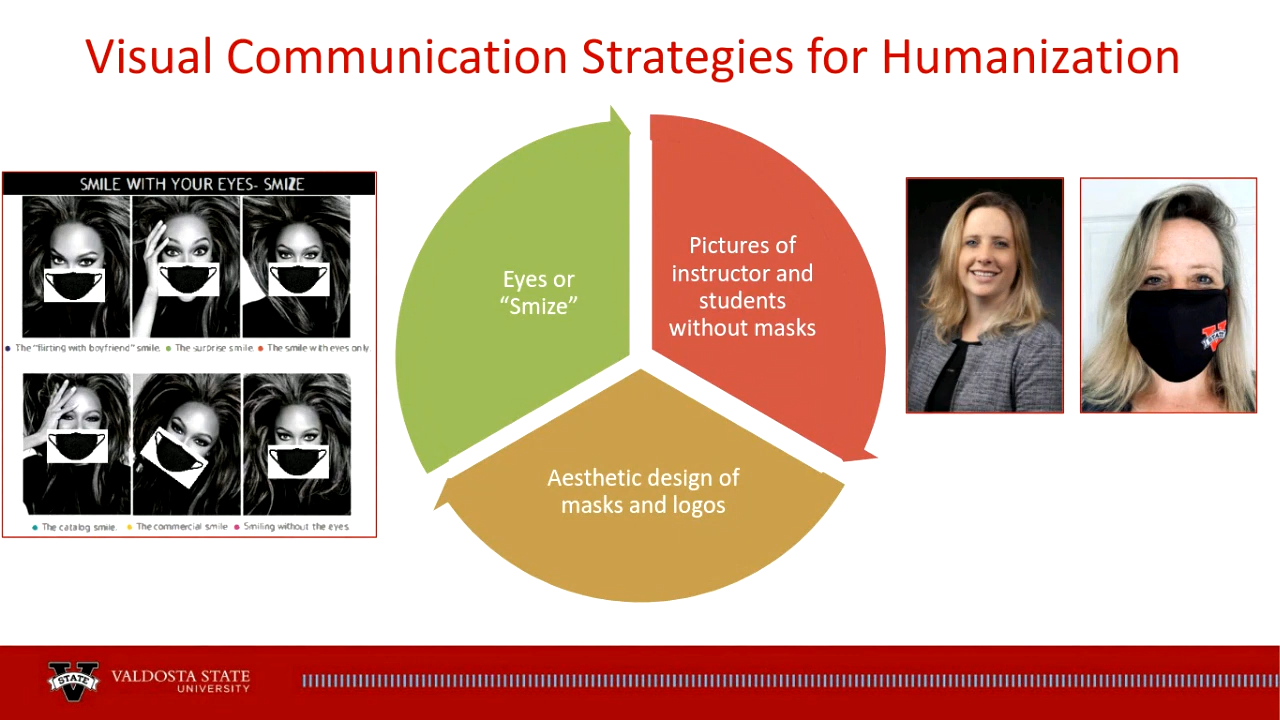 Visual Communication Strategies for Humanization
SMILE WITH YOUR EYES- SMIZE
The "flirting with boyfriend" smile.
The surprise smile.
The smile with eyes only.
The catalog smile.
The commercial smile
Smiling without the eyes
Eyes or
“Smize”
Pictures of
instructor and
students
without masks
Aesthetic design of
masks and logos
V
STATE
V
STATE
VALDOSTA STATE
UNIVERSITY